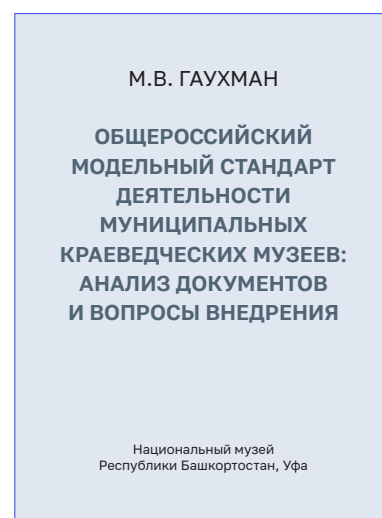 М.В. ГАУХМАН
ОБЩЕРОССИЙСКИЙ
МОДЕЛЬНЫЙ СТАНДАРТ
ДЕЯТЕЛЬНОСТИ
МУНИЦИПАЛЬНЫХ
КРАЕВЕДЧЕСКИХ МУЗЕЕВ:
АНАЛИЗ ДОКУМЕНТОВ
И ВОПРОСЫ ВНЕДРЕНИЯ
Национальный музей
Республики Башкортостан, Уфа